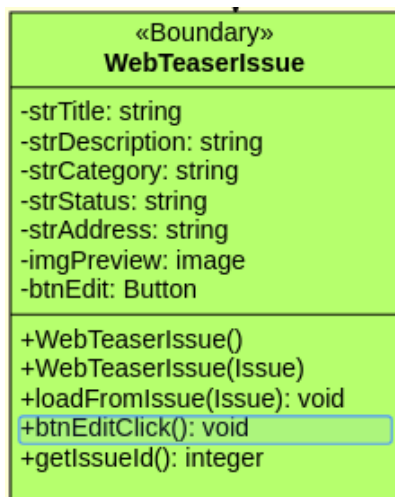 «Boundary»
WebTeaserIssue
-strTitle: string
-strDescription: string
-strCategory: string
-strStatus: string
-strAddress: string
-imgPreview: image
-btnEdit: Button
+WebTeaserIssue()
+WebTeaserIssue(Issue)
+loadFromIssue(Issue): void
+btnEditClick(): void
+getIssueId(): integer